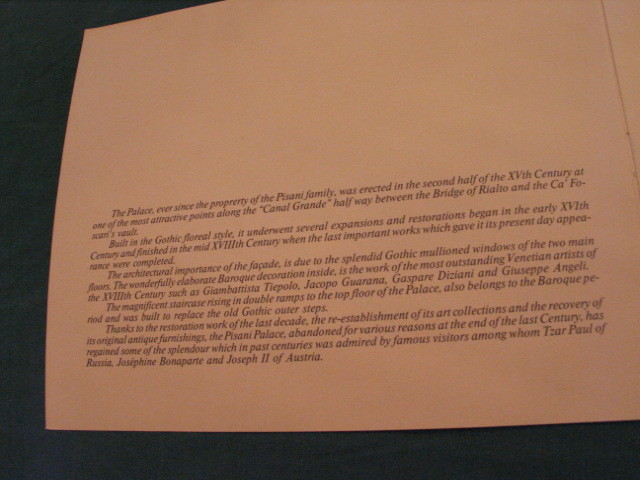 The Palace, ever since the proprerty of the Pisani family, was erected in the second half of the XVth Century at
one of the most attractive points along the "Canal Grande" half way between the Bridge of Rialto and the Ca' Fo-
scari's vault.
Built in the Gothic floreal style, it underwent several expansions and restorations began in the early XVIth
Century and finished in the mid XVIIIth Century when the last important works which gave it its present day appea-
rance were completed.
The architectural importance of the façade, is due to the splendid Gothic mullioned windows of the two main
floors. The wonderfully elaborate Baroque decoration inside, is the work of the most outstanding Venetian artists of
the XVIIIth Century such as Giambattista Tiepolo, Jacopo Guarana, Gaspare Diziani and Giuseppe Angeli.
The magnificent staircase rising in double ramps to the top floor of the Palace, also belongs to the Baroque pe-
riod and was built to replace the old Gothic outer steps.
Thanks to the restoration work of the last decade, the re-establishment of its art collections and the recovery of
its original antique furnishings, the Pisani Palace, abandoned for various reasons at the end of the last Century, has
regained some of the splendour which in past centuries was admired by famous visitors among whom Tzar Paul of
Russia, Joséphine Bonaparte and Joseph II of Austria.